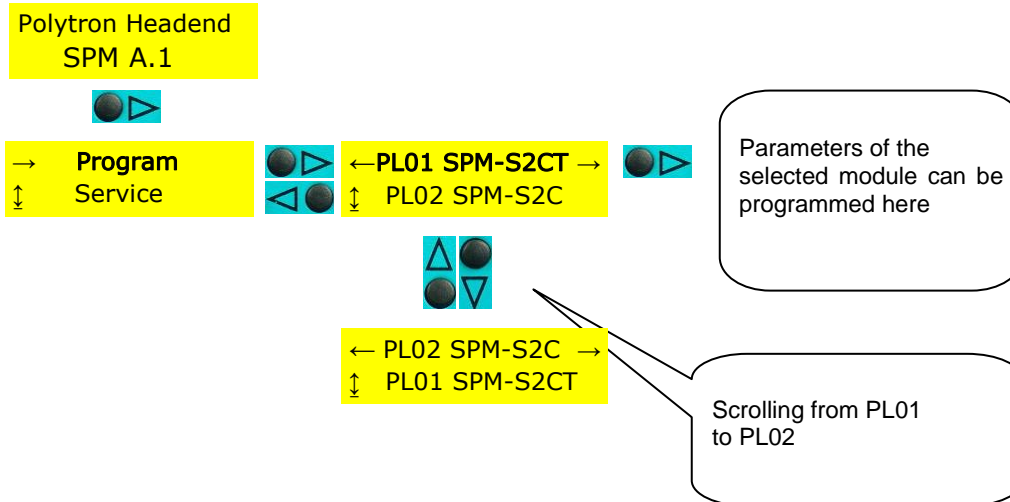 Polytron Headend
SPM A.1
→ Program
↕ Service
←PL01 SPM-S2CT →
↕ PL02 SPM-S2C
Parameters of the
selected module can be
programmed here
← PL02 SPM-S2C →
↕ PL01 SPM-S2CT
Scrolling from PL01
to PL02